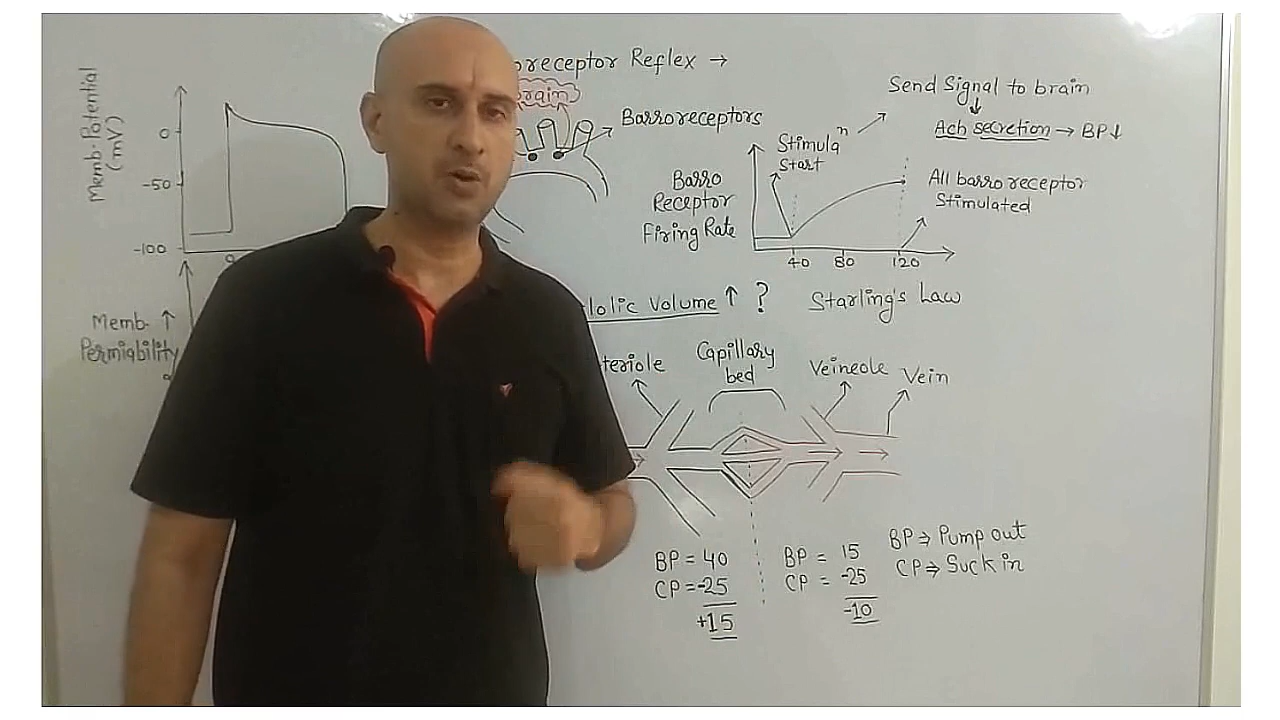 Memb. Potential
(mV)
0
-50
-100
Memb. ↑
Permiability
oreceptor Reflex →
Brain
Barroreceptors
Send Signal to brain
↓
Ach secretion → BP↓
Stimulaⁿ
Start
Barro
Receptor
Firing Rate
All barro receptor
Stimulated
40 80 120
lolic Volume ↑ ? Starling's Law
teriole
Capillary
bed
Veineole
Vein
BP = 40
CP = -25
+15
BP = 15
CP = -25
-10
BP ⇒ Pump out
CP ⇒ Suck in